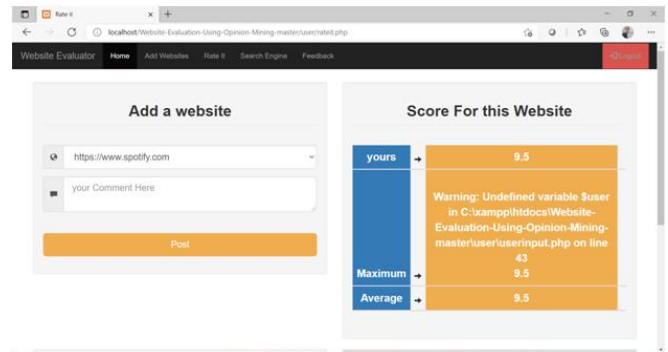 Rate it
localhost/Website-Evaluation-Using-Opinion-Mining-master/user/rated.php
Website Evaluator Home Add Websites Rate it Search Engine Feedback Logout
Add a website
https://www.spotify.com
your Comment Here
Post
Score For this Website
yours 9.5
Warning: Undefined variable $user
in C:\xampp\htdocs\Website-
Evaluation-Using-Opinion-Mining-
master\user\userinput.php on line
43
Maximum 9.5
Average 9.5